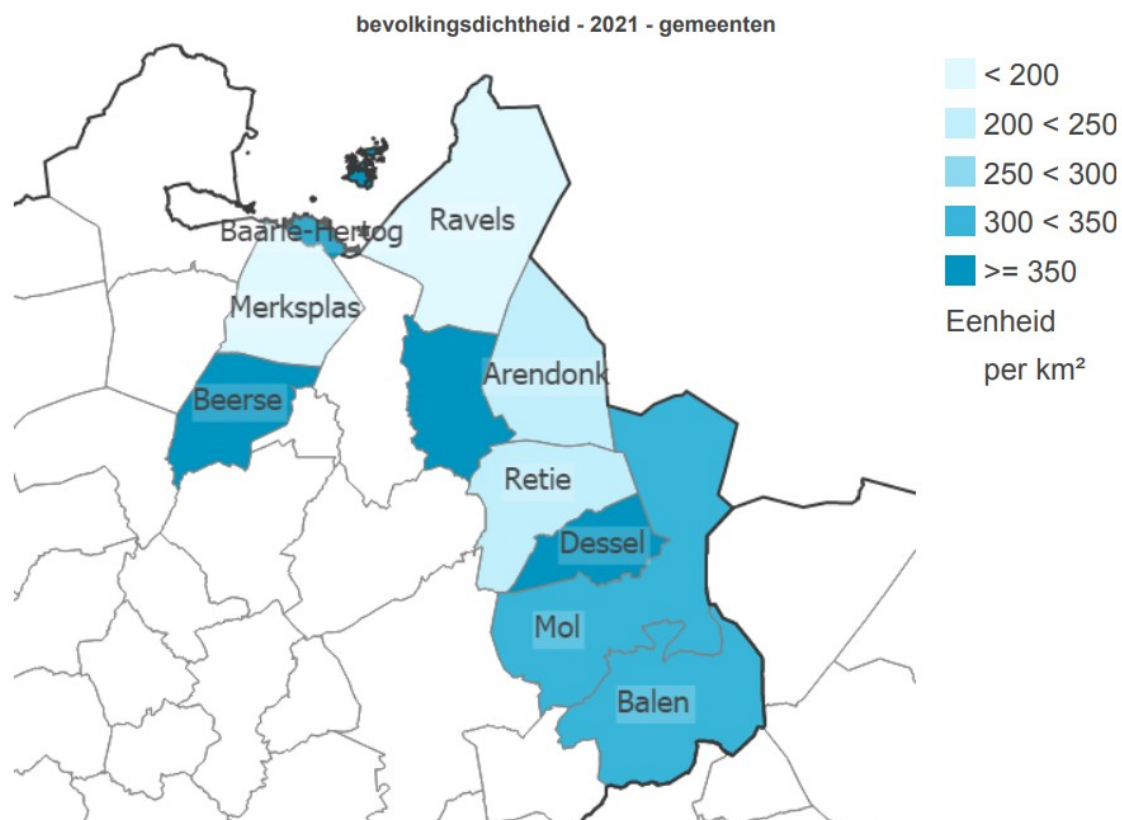 bevolkingsdichtheid - 2021 - gemeenten
< 200
200 < 250
250 < 300
300 < 350
>= 350
Eenheid
per km²
Ravels
Baarle-Hertog
Merksplas
Arendonk
Beerse
Retie
Dessel
Mol
Balen